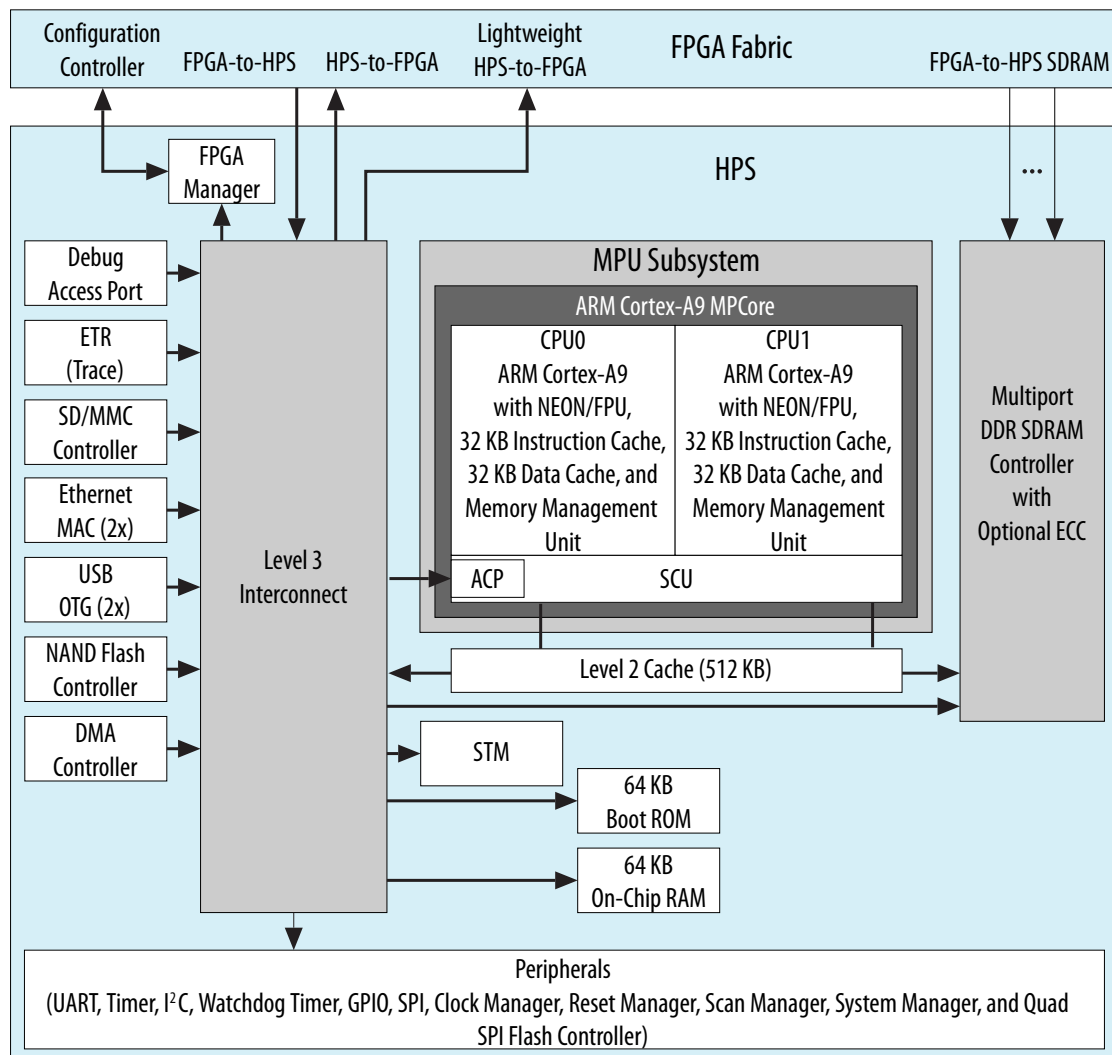 Configuration
Controller
FPGA-to-HPS
HPS-to-FPGA
Lightweight
HPS-to-FPGA
FPGA Fabric
FPGA-to-HPS SDRAM
FPGA
Manager
HPS
...
Debug
Access Port
ETR
(Trace)
SD/MMC
Controller
Ethernet
MAC (2x)
USB
OTG (2x)
NAND Flash
Controller
DMA
Controller
Level 3
Interconnect
MPU Subsystem
ARM Cortex-A9 MPCore
CPU0
ARM Cortex-A9
with NEON/FPU,
32 KB Instruction Cache,
32 KB Data Cache, and
Memory Management
Unit
CPU1
ARM Cortex-A9
with NEON/FPU,
32 KB Instruction Cache,
32 KB Data Cache, and
Memory Management
Unit
ACP
SCU
Level 2 Cache (512 KB)
Multiport
DDR SDRAM
Controller
with
Optional ECC
STM
64 KB
Boot ROM
64 KB
On-Chip RAM
Peripherals
(UART, Timer, I²C, Watchdog Timer, GPIO, SPI, Clock Manager, Reset Manager, Scan Manager, System Manager, and Quad
SPI Flash Controller)